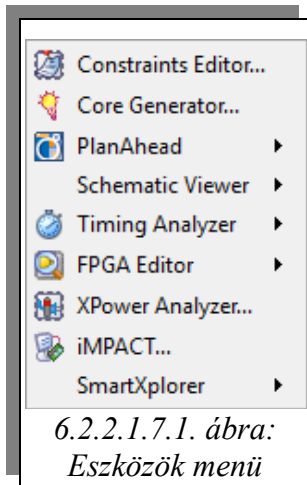 Constraints Editor...
Core Generator...
PlanAhead
Schematic Viewer
Timing Analyzer
FPGA Editor
XPower Analyzer...
iMPACT...
SmartXplorer
6.2.2.1.7.1. ábra:
Eszközök menü